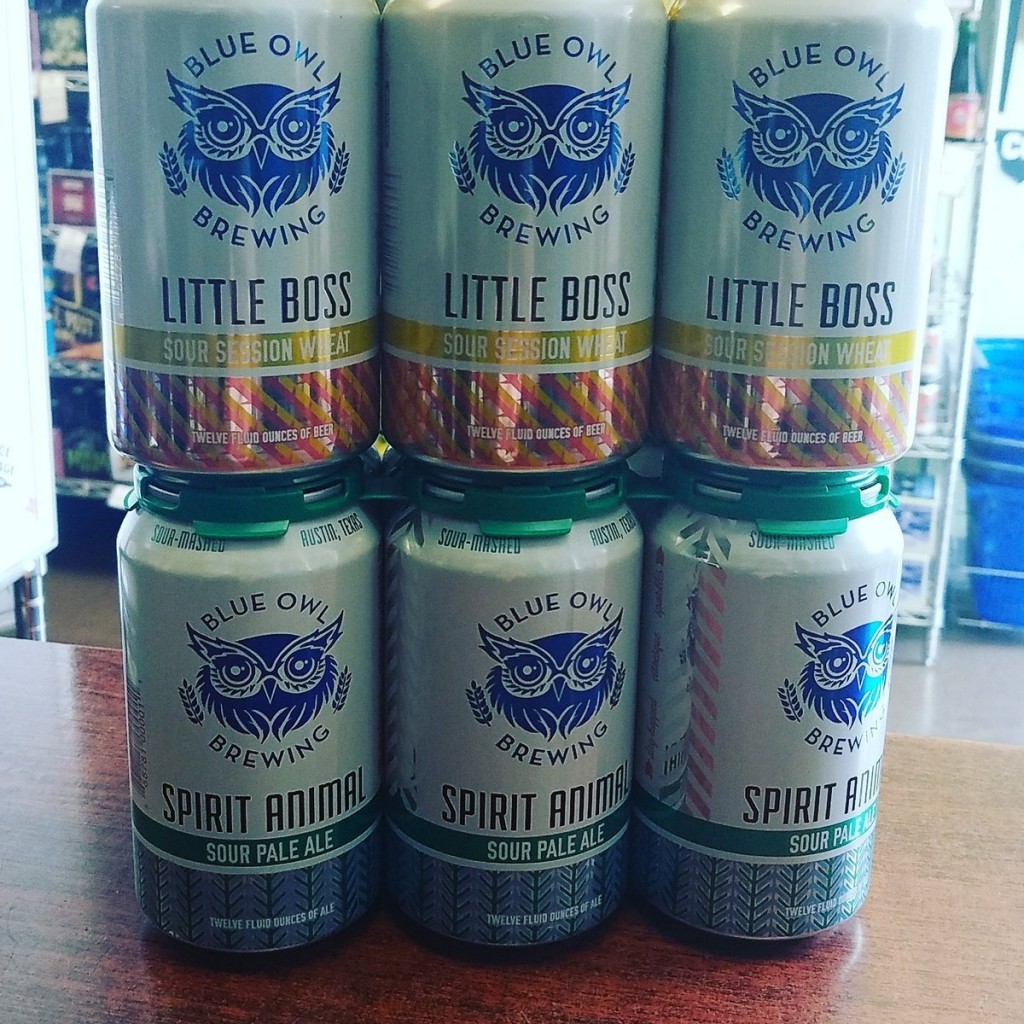 BLUE OWL
BREWING
LITTLE BOSS
SOUR SESSION WHEAT
TWELVE FLUID OUNCES OF BEER
BLUE OWL
BREWING
LITTLE BOSS
SOUR SESSION WHEAT
TWELVE FLUID OUNCES OF BEER
BLUE OWL
BREWING
LITTLE BOSS
SOUR SESSION WHEAT
TWELVE FLUID OUNCES OF BEER
SOUR-MASHED AUSTIN, TEXAS
BLUE OWL
BREWING
SPIRIT ANIMAL
SOUR PALE ALE
TWELVE FLUID OUNCES OF ALE
SOUR-MASHED AUSTIN, TEXAS
BLUE OWL
BREWING
SPIRIT ANIMAL
SOUR PALE ALE
TWELVE FLUID OUNCES OF ALE
SOUR-MASHED
BLUE OWL
BREWING
SPIRIT ANIM
SOUR PALE ALE
TWELVE FLUID